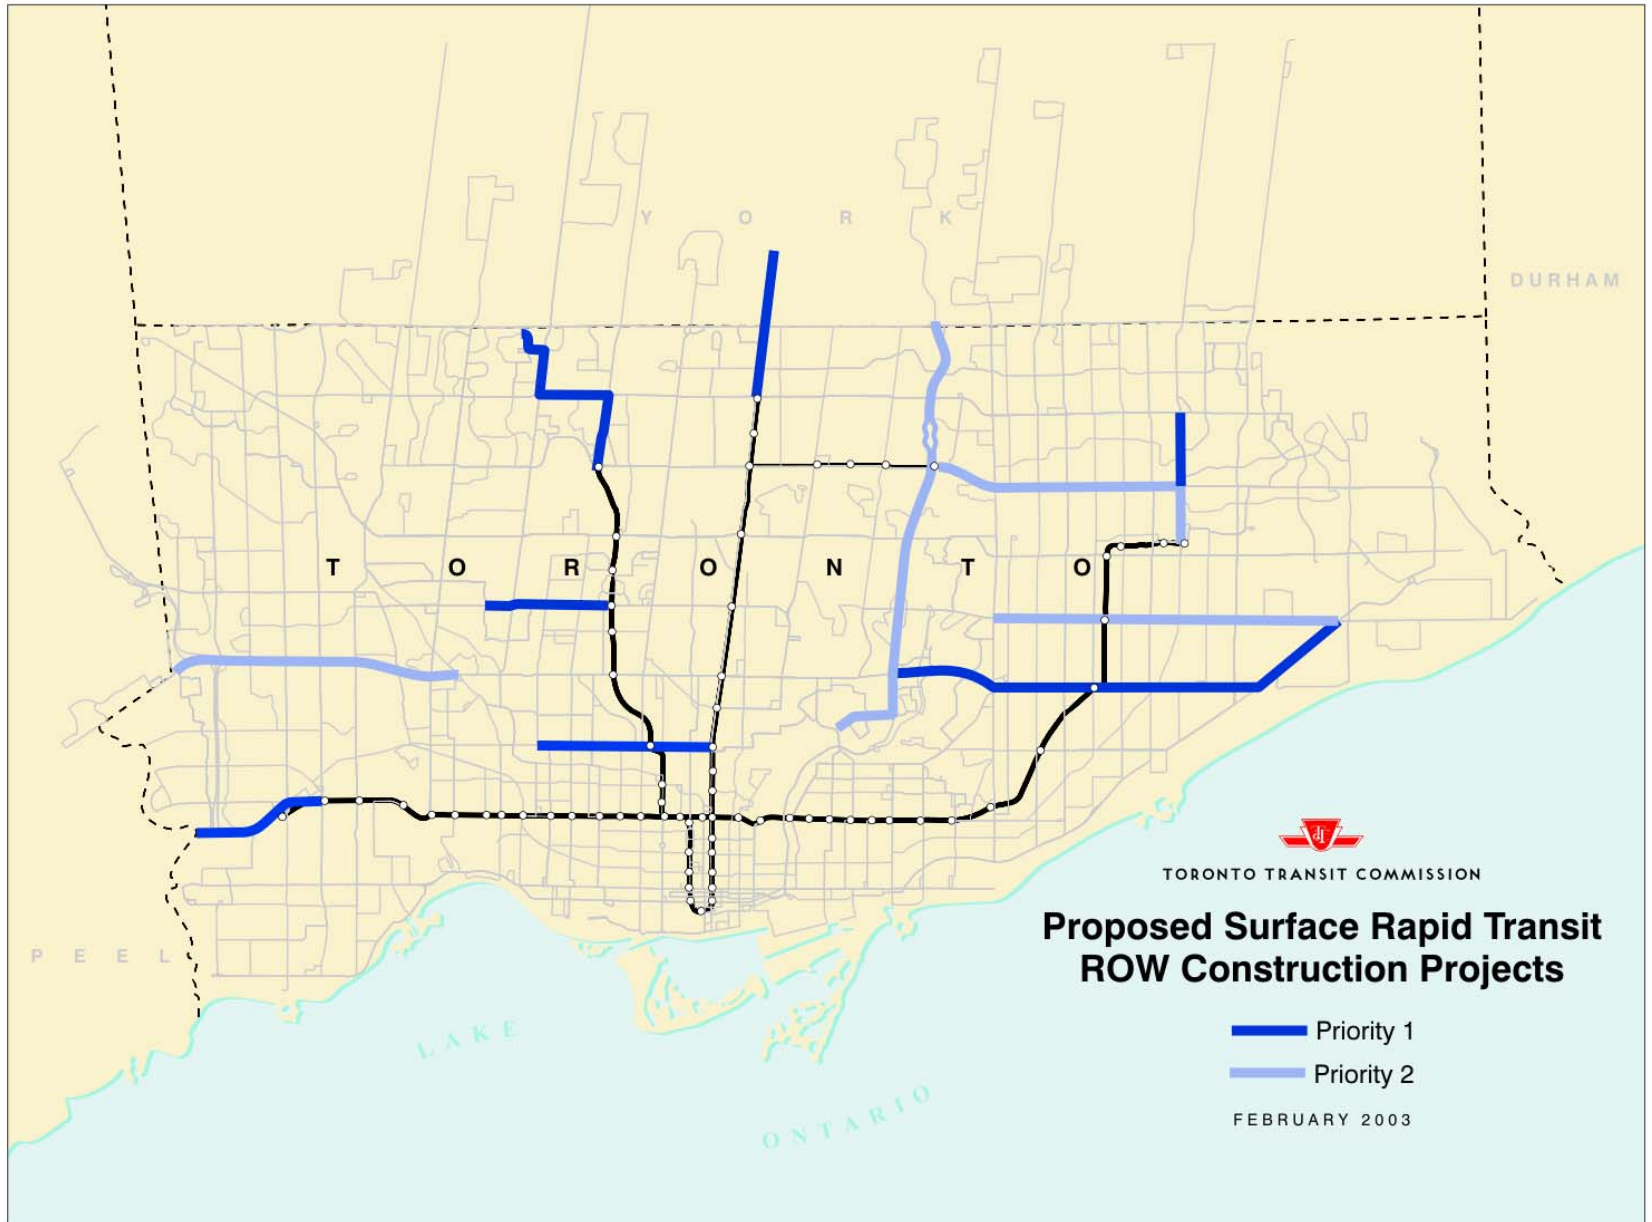 Y O R K
DURHAM
T O R O N T O
TORONTO TRANSIT COMMISSION
Proposed Surface Rapid Transit
ROW Construction Projects
P E E L
LAKE
Priority 1
Priority 2
ONTARIO
FEBRUARY 2003